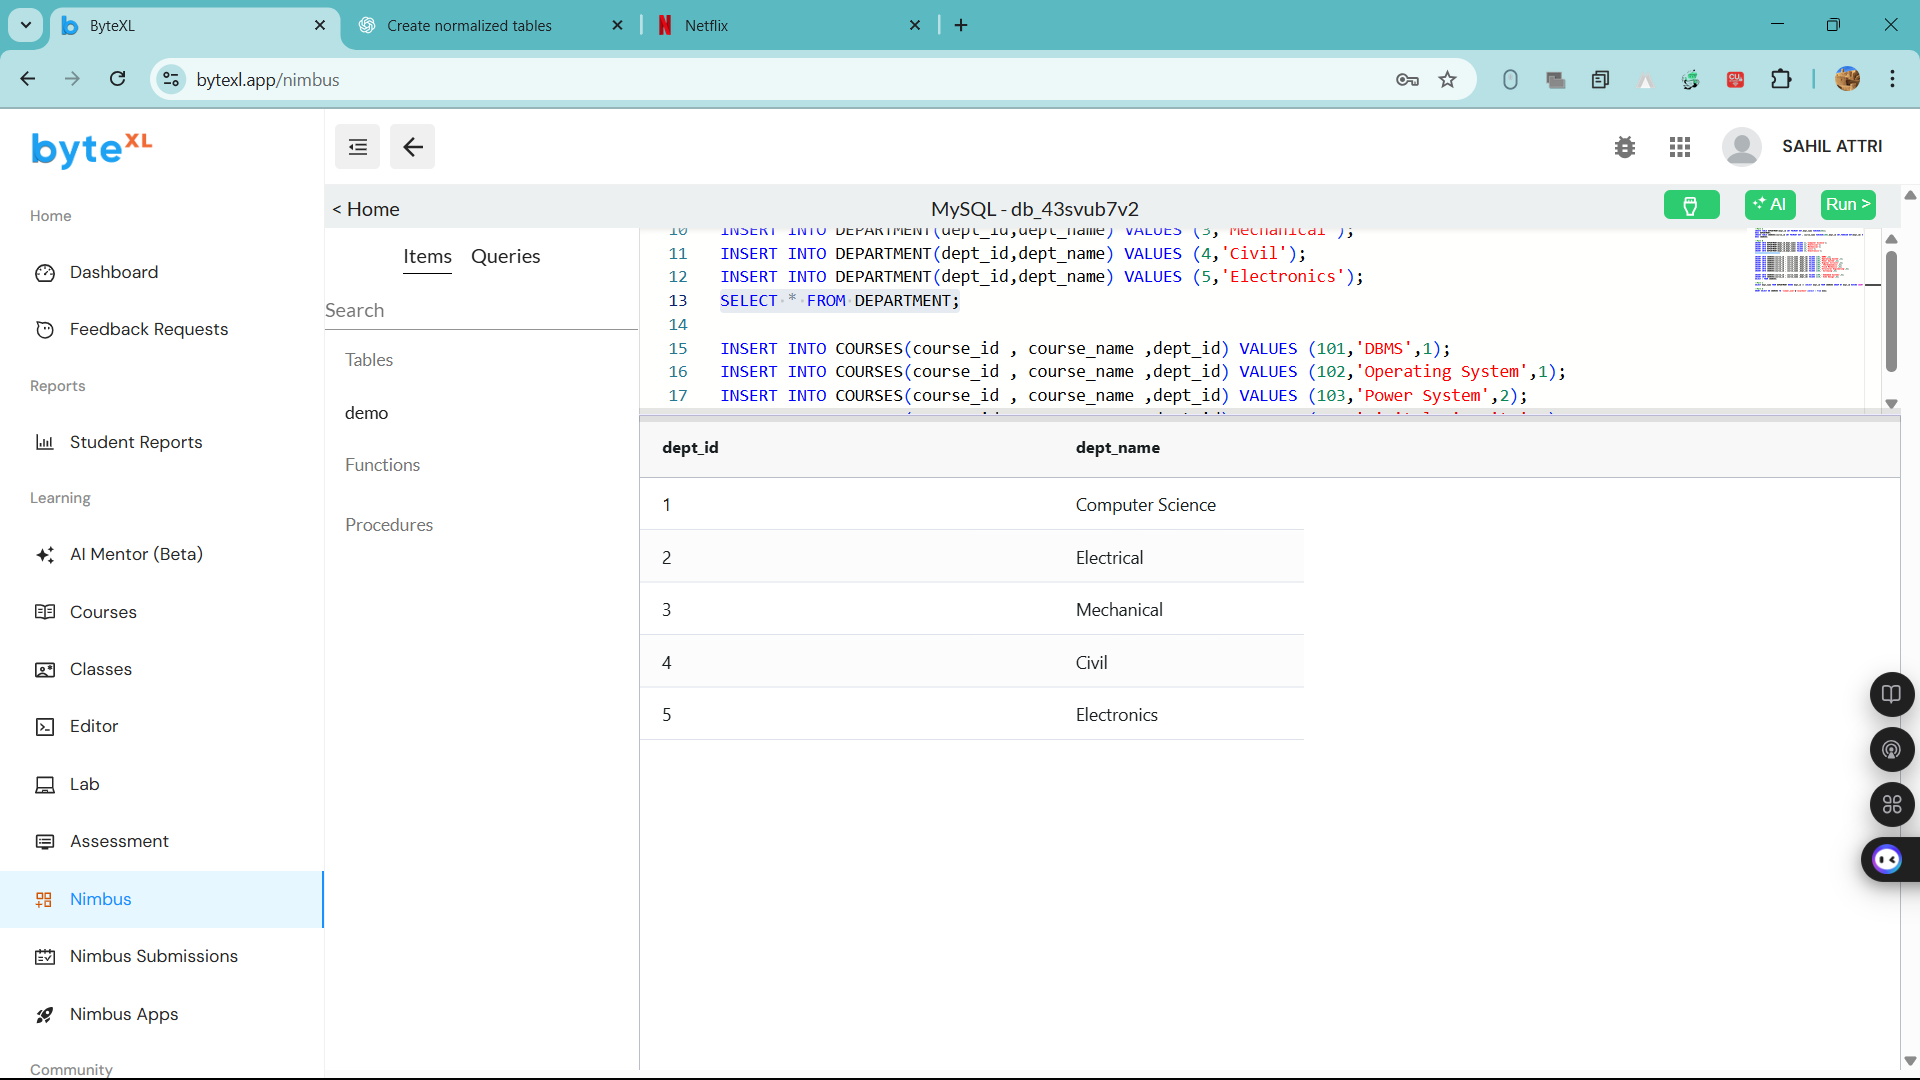 ByteXL
Create normalized tables
Netflix
bytexl.app/nimbus
byteXL
SAHIL ATTRI
Home
Dashboard
Feedback Requests
Reports
Student Reports
Learning
AI Mentor (Beta)
Courses
Classes
Editor
Lab
Assessment
Nimbus
Nimbus Submissions
Nimbus Apps
Community
< Home
MySQL - db_43svub7v2
AI
Run >
Items
Queries
Search
Tables
demo
Functions
Procedures
10 INSERT INTO DEPARTMENT(dept_id,dept_name) VALUES (3,'Mechanical');
11 INSERT INTO DEPARTMENT(dept_id,dept_name) VALUES (4,'Civil');
12 INSERT INTO DEPARTMENT(dept_id,dept_name) VALUES (5,'Electronics');
13 SELECT * FROM DEPARTMENT;
14
15 INSERT INTO COURSES(course_id , course_name ,dept_id) VALUES (101,'DBMS',1);
16 INSERT INTO COURSES(course_id , course_name ,dept_id) VALUES (102,'Operating System',1);
17 INSERT INTO COURSES(course_id , course_name ,dept_id) VALUES (103,'Power System',2);
dept_id dept_name
1 Computer Science
2 Electrical
3 Mechanical
4 Civil
5 Electronics